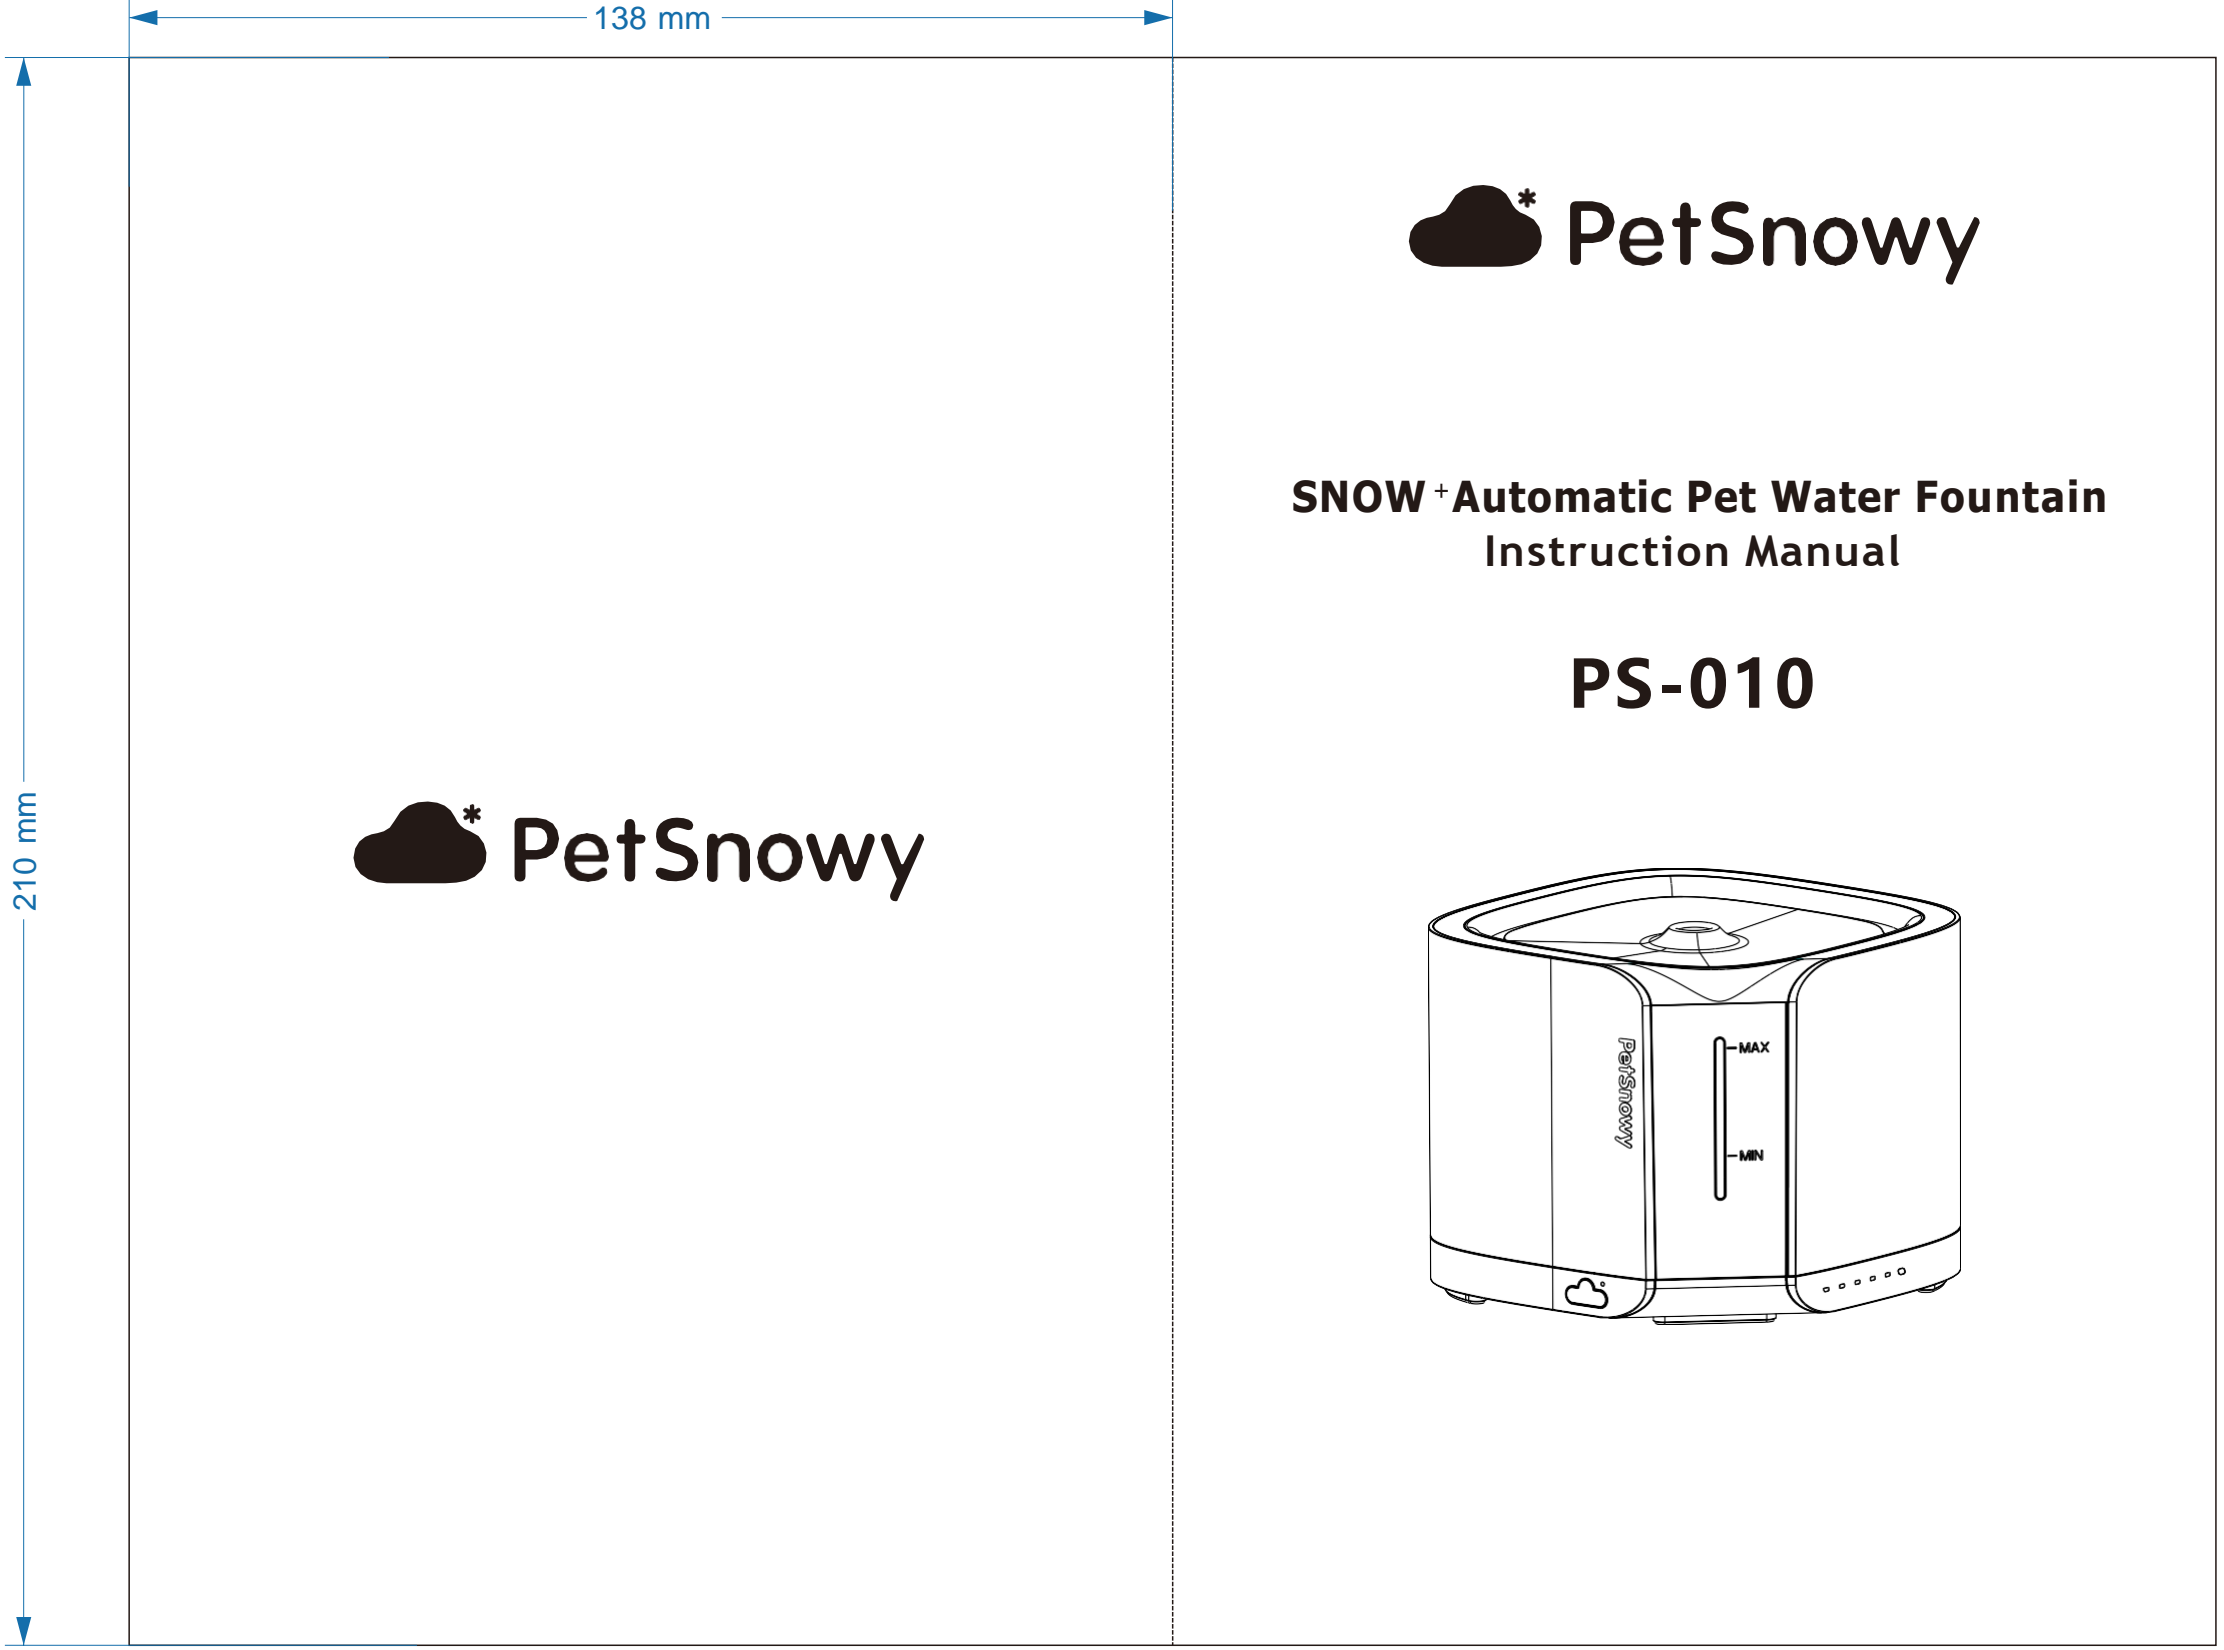 138 mm
210 mm
PetSnowy
PetSnowy
SNOW⁺Automatic Pet Water Fountain
Instruction Manual
PS-010
MAX
PetSnowy
MIN